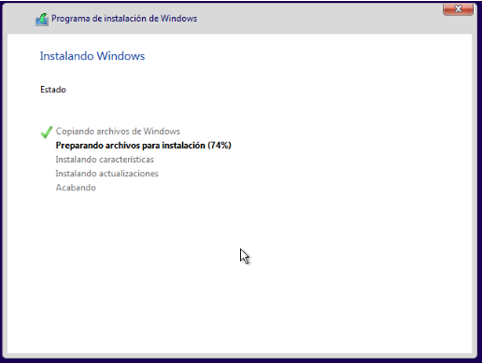 Programa de instalación de Windows
Instalando Windows
Estado
Copiando archivos de Windows
Preparando archivos para instalación (74%)
Instalando características
Instalando actualizaciones
Acabando